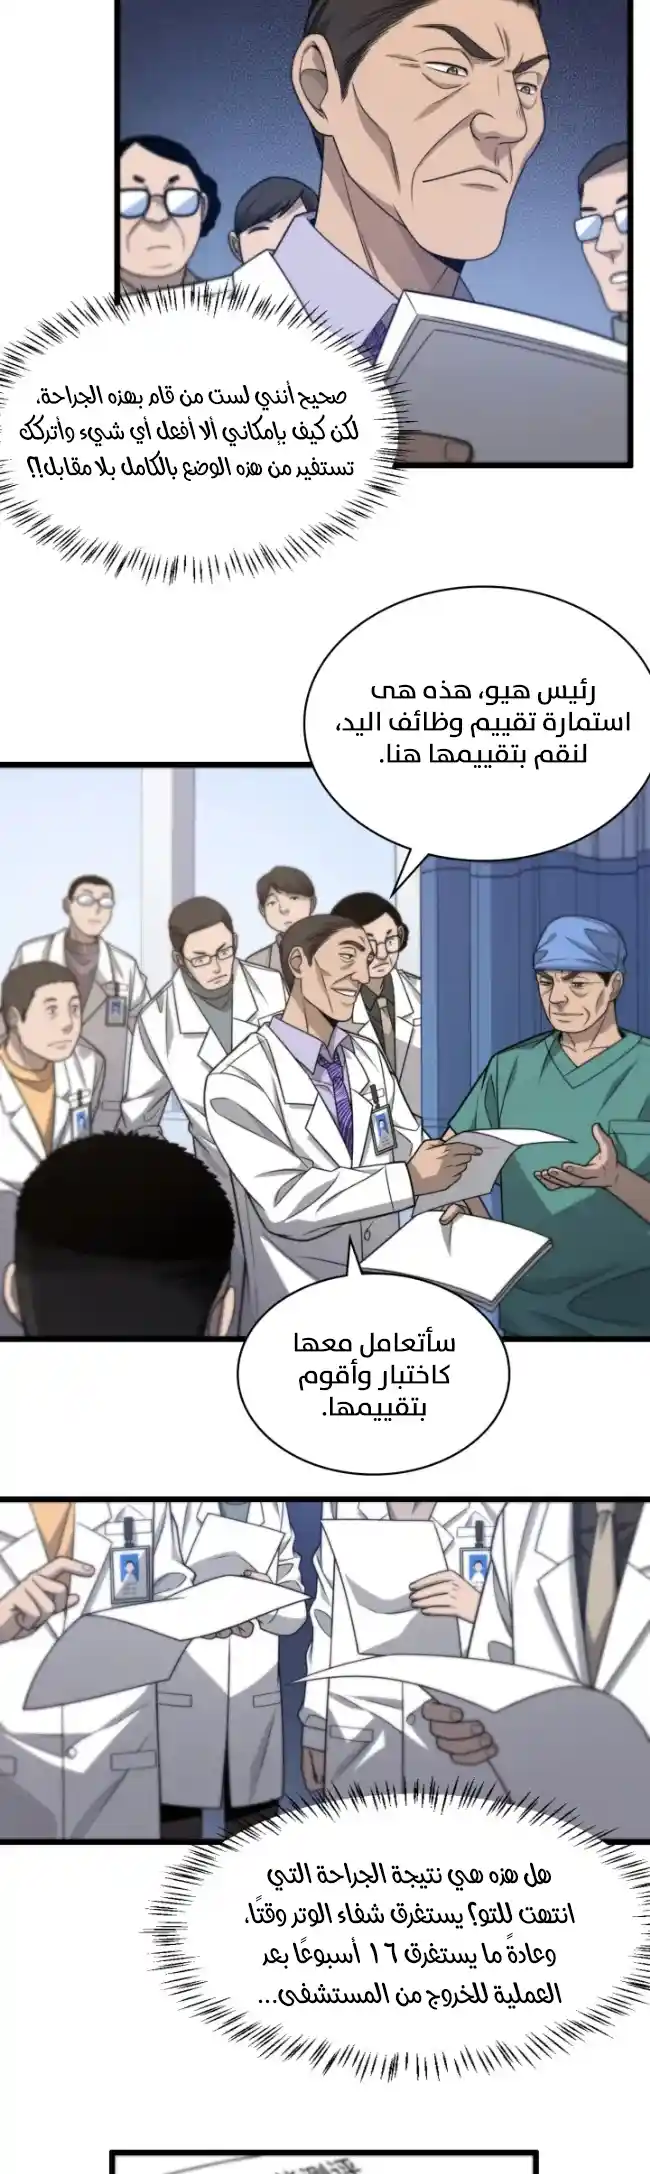 صحيح أنني لست من قام بهذه الجراحة،
لكن كيف بإمكاني ألا أفعل أي شيء وأتركك
تستفيد من هذه الوضع بالكامل بلا مقابل!؟
رئيس هيو، هذه هى
استمارة تقييم وظائف اليد،
لنقم بتقييمها هنا.
سأتعامل معها
كاختبار وأقوم
بتقييمها.
هل هذه هي نتيجة الجراحة التي
انتهت للتو؟ يستغرق شفاء الوتر وقتًا،
وعادةً ما يستغرق ١٦ أسبوعًا بعد
العملية للخروج من المستشفى...